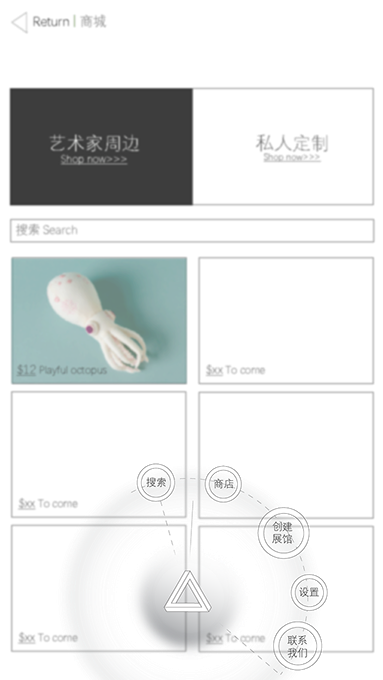 Return | 商城
艺术家周边
Shop now>>>
私人定制
Shop now>>>
搜索 Search
$12 Playful octopus
$xx To come
$xx To come
搜索
商店
创建
展馆
设置
联系
我们
$xx To come
$xx To come